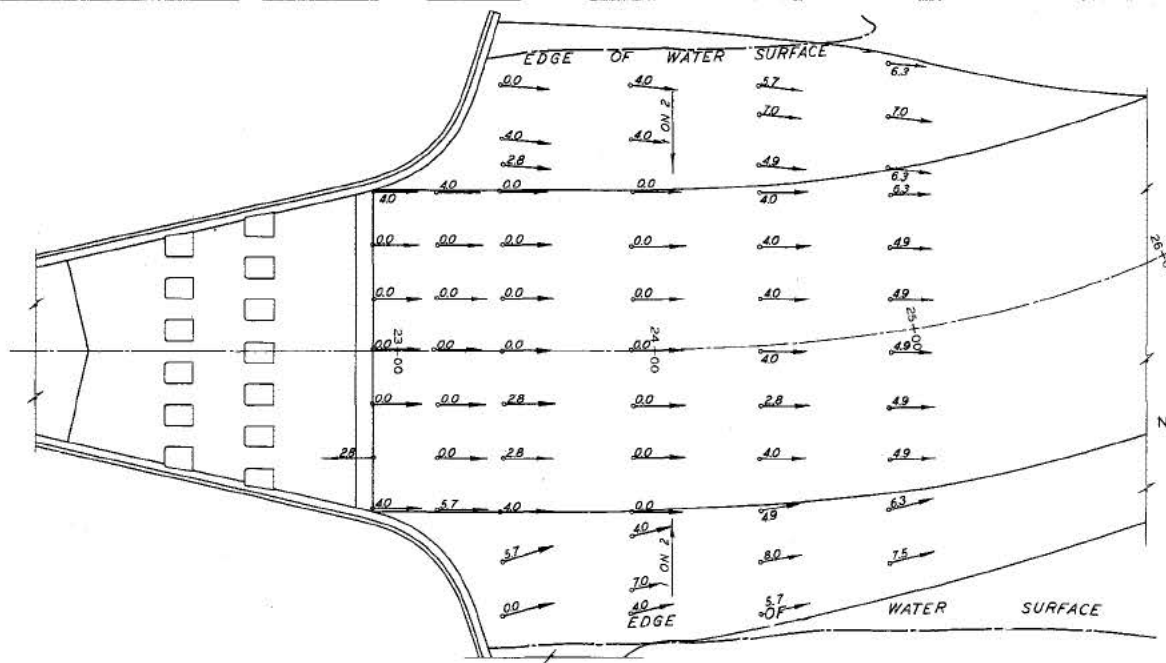 EDGE OF WATER SURFACE
6.3
0.0 4.0 5.7
7.0 7.0
1 ON 2
4.0 4.0
2.8 4.9 6.3
4.0 4.0 0.0 0.0 4.0 6.3
0.0 0.0 0.0 0.0 4.0 4.9
26+0
0.0 0.0 0.0 0.0 4.0 4.9
23+00 24+00 25+00
0.0 0.0 0.0 0.0 4.0 4.9
0.0 0.0 2.8 0.0 2.8 4.9
N
2.8 0.0 2.8 0.0 4.0 4.9
4.0 5.7 4.0 0.0 4.9 6.3
4.0
1 ON 2
5.7 8.0 7.5
7.0
0.0 4.0 5.7
EDGE OF WATER SURFACE